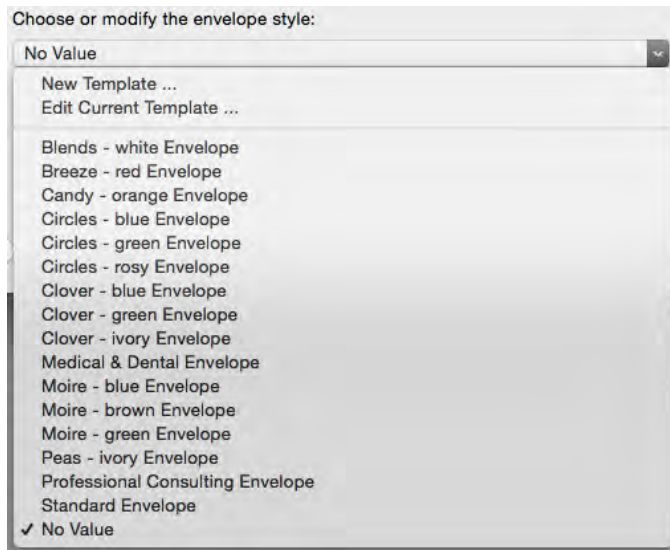 Choose or modify the envelope style:
No Value
New Template ...
Edit Current Template ...
Blends - white Envelope
Breeze - red Envelope
Candy - orange Envelope
Circles - blue Envelope
Circles - green Envelope
Circles - rosy Envelope
Clover - blue Envelope
Clover - green Envelope
Clover - ivory Envelope
Medical & Dental Envelope
Moire - blue Envelope
Moire - brown Envelope
Moire - green Envelope
Peas - ivory Envelope
Professional Consulting Envelope
Standard Envelope
✓ No Value